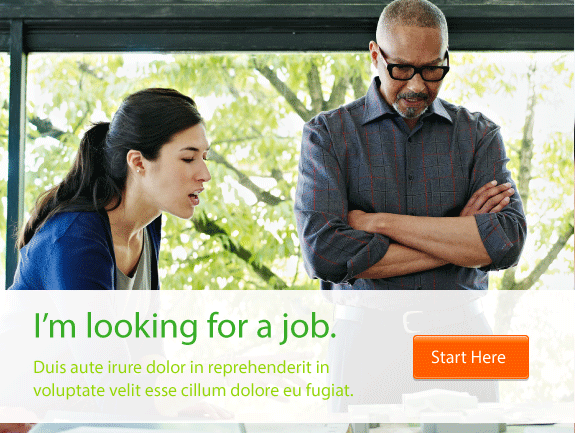 I'm looking for a job.
Duis aute irure dolor in reprehenderit in
voluptate velit esse cillum dolore eu fugiat.
Start Here